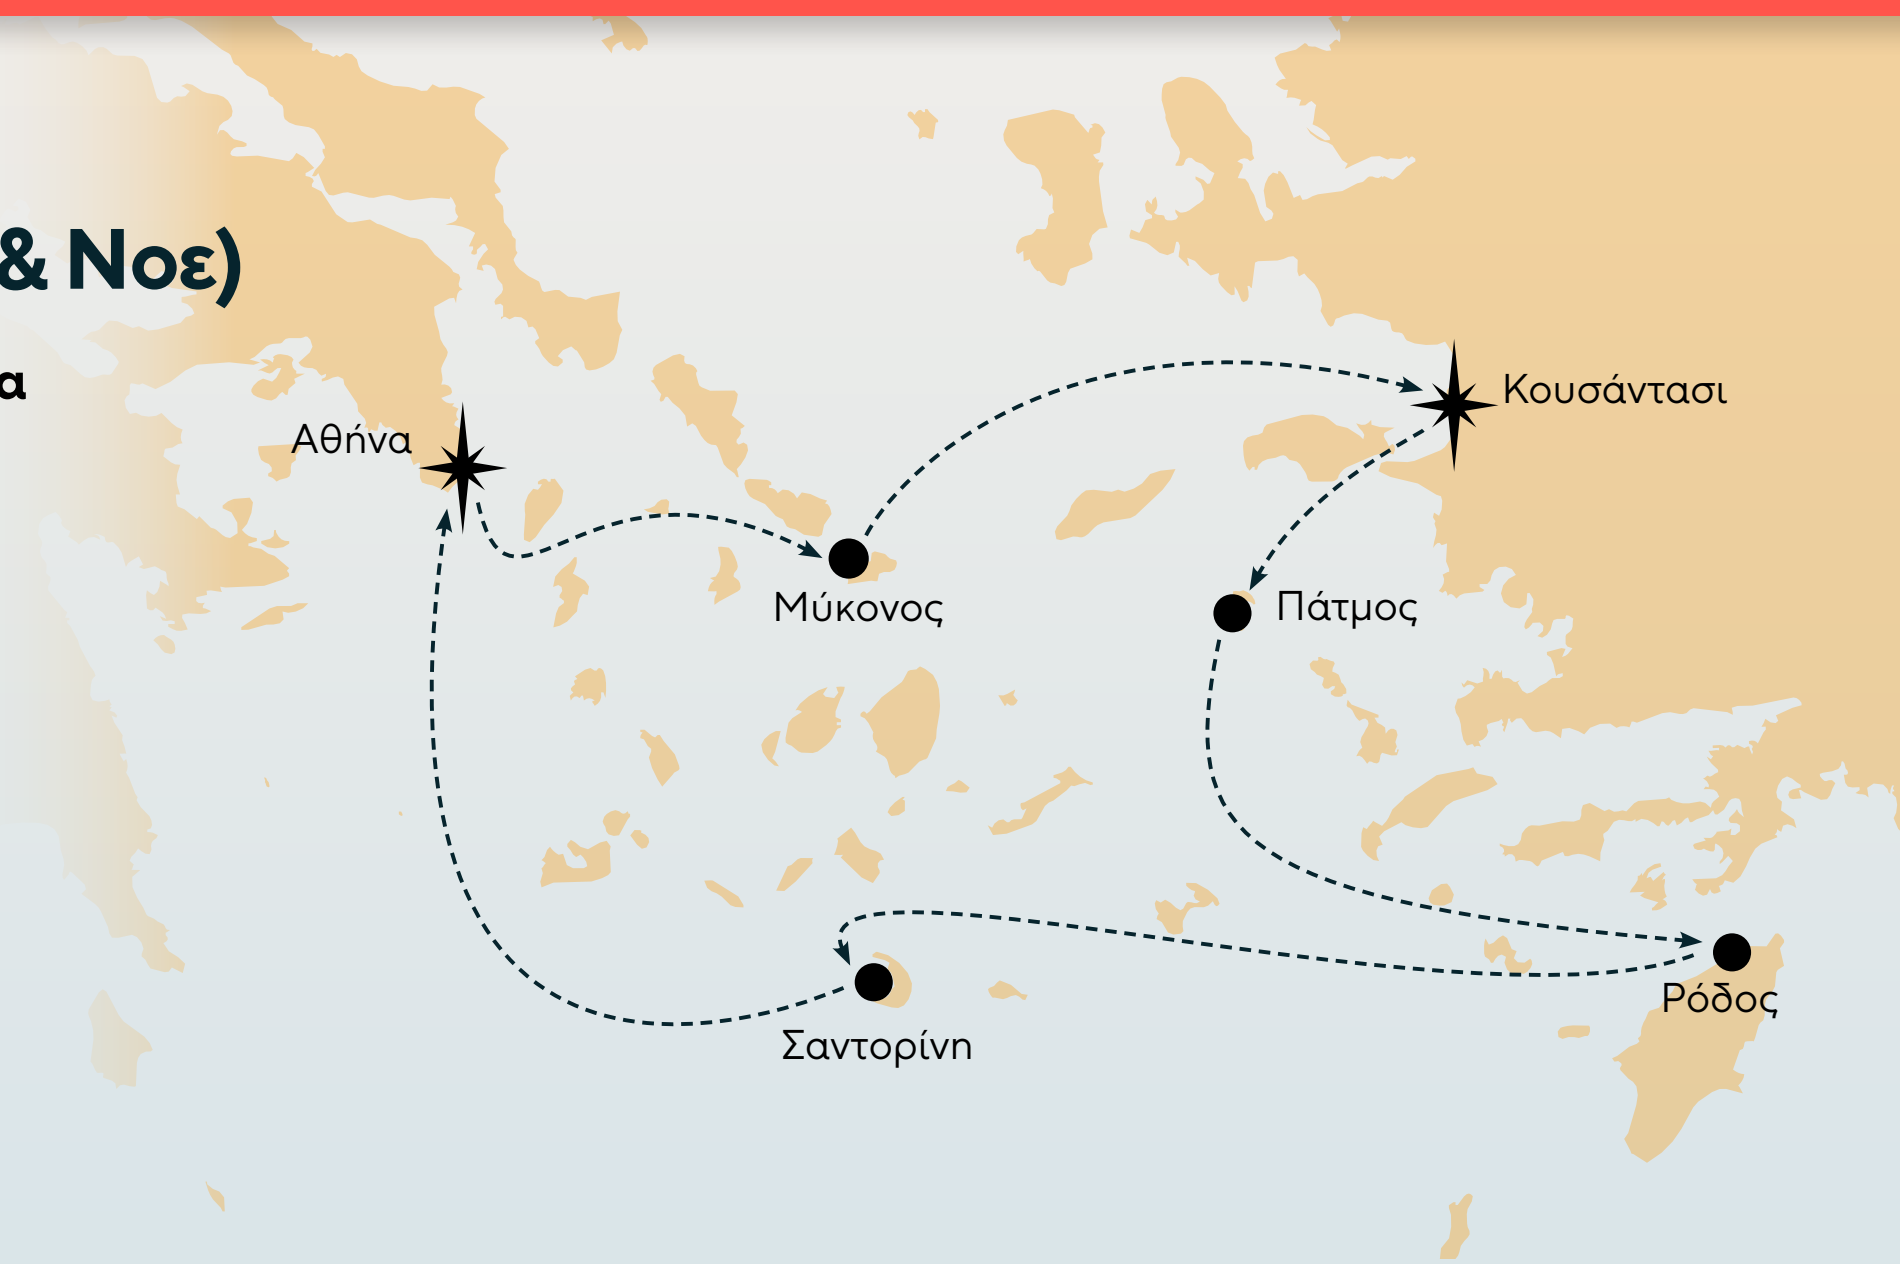 & Νοε)
α
Κουσάντασι
Αθήνα
Μύκονος
Πάτμος
Ρόδος
Σαντορίνη